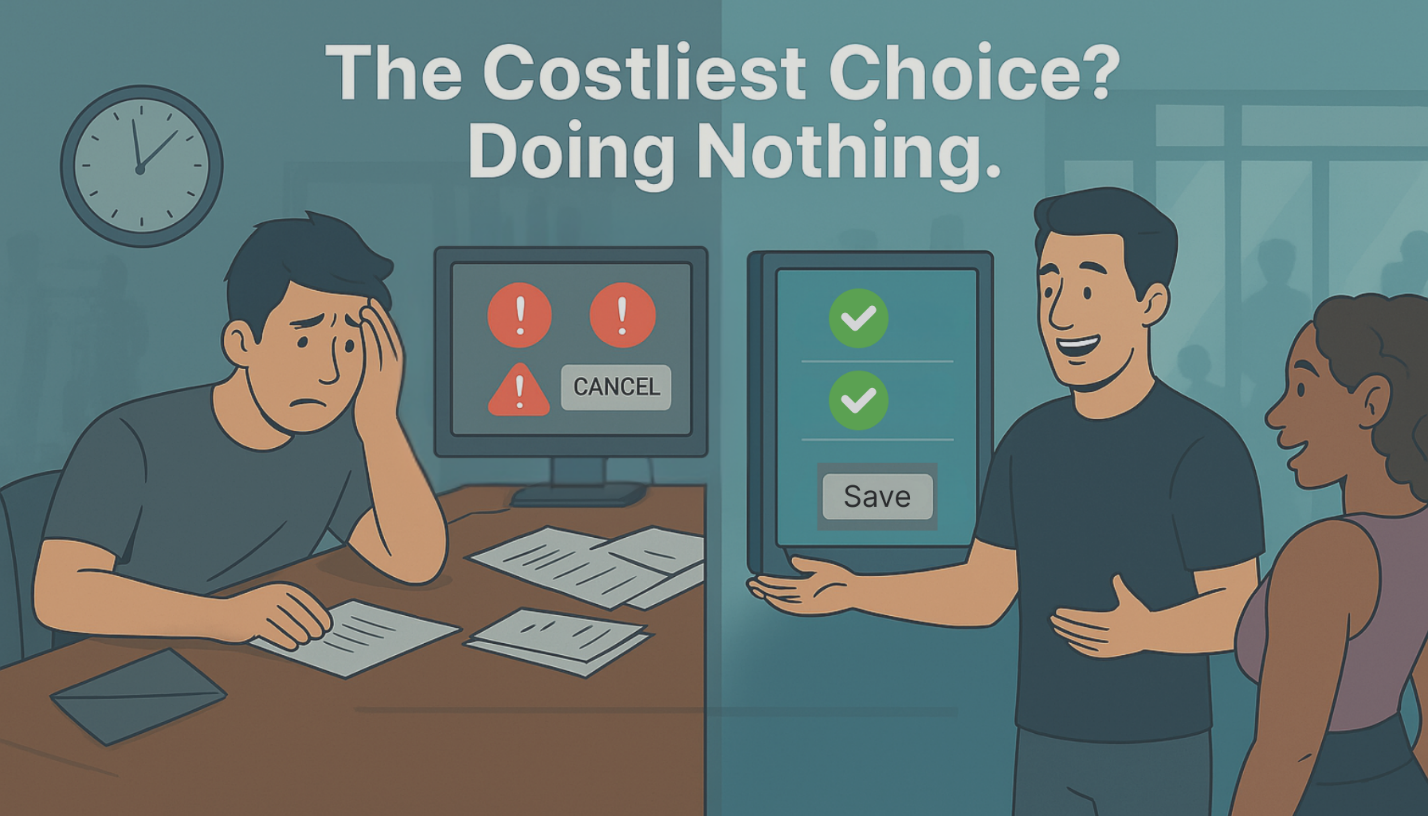 The Costliest Choice?
Doing Nothing.
!
!
!
CANCEL
Save